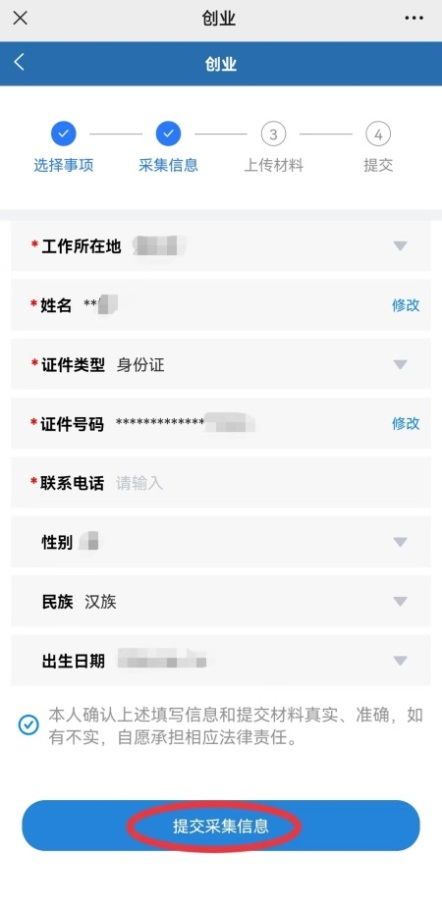 创业
创业
3 4
选择事项 采集信息 上传材料 提交
*工作所在地
*姓名 ** 修改
*证件类型 身份证
*证件号码 ************* 修改
*联系电话 请输入
性别
民族 汉族
出生日期
本人确认上述填写信息和提交材料真实、准确，如
有不实，自愿承担相应法律责任。
提交采集信息